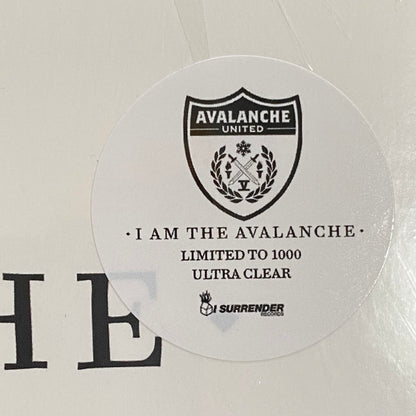 AVALANCHE
UNITED
V
· I AM THE AVALANCHE ·
LIMITED TO 1000
ULTRA CLEAR
I SURRENDER
RECORDS
HE